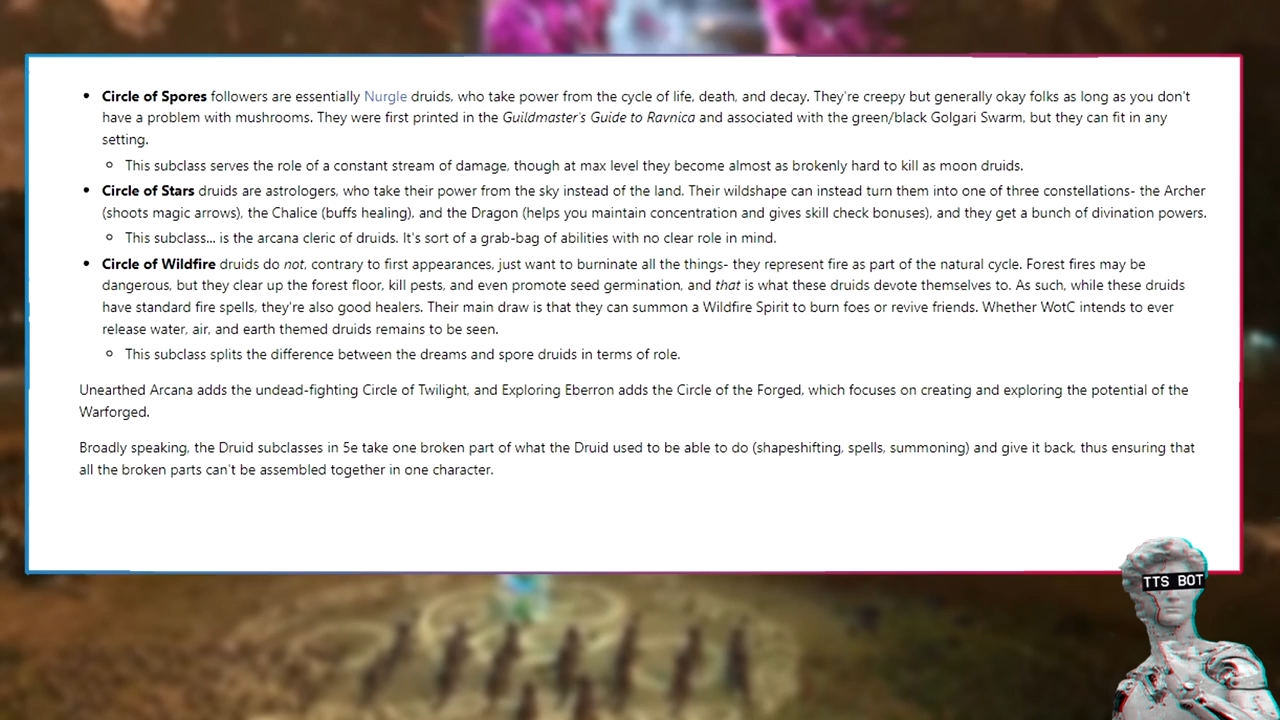 Circle of Spores followers are essentially Nurgle druids, who take power from the cycle of life, death, and decay. They're creepy but generally okay folks as long as you don't
have a problem with mushrooms. They were first printed in the Guildmaster's Guide to Ravnica and associated with the green/black Golgari Swarm, but they can fit in any
setting.
This subclass serves the role of a constant stream of damage, though at max level they become almost as brokenly hard to kill as moon druids.
Circle of Stars druids are astrologers, who take their power from the sky instead of the land. Their wildshape can instead turn them into one of three constellations- the Archer
(shoots magic arrows), the Chalice (buffs healing), and the Dragon (helps you maintain concentration and gives skill check bonuses), and they get a bunch of divination powers.
This subclass... is the arcana cleric of druids. It's sort of a grab-bag of abilities with no clear role in mind.
Circle of Wildfire druids do not, contrary to first appearances, just want to burninate all the things- they represent fire as part of the natural cycle. Forest fires may be
dangerous, but they clear up the forest floor, kill pests, and even promote seed germination, and that is what these druids devote themselves to. As such, while these druids
have standard fire spells, they're also good healers. Their main draw is that they can summon a Wildfire Spirit to burn foes or revive friends. Whether WotC intends to ever
release water, air, and earth themed druids remains to be seen.
This subclass splits the difference between the dreams and spore druids in terms of role.
Unearthed Arcana adds the undead-fighting Circle of Twilight, and Exploring Eberron adds the Circle of the Forged, which focuses on creating and exploring the potential of the
Warforged.
Broadly speaking, the Druid subclasses in 5e take one broken part of what the Druid used to be able to do (shapeshifting, spells, summoning) and give it back, thus ensuring that
all the broken parts can't be assembled together in one character.
TTS BOT